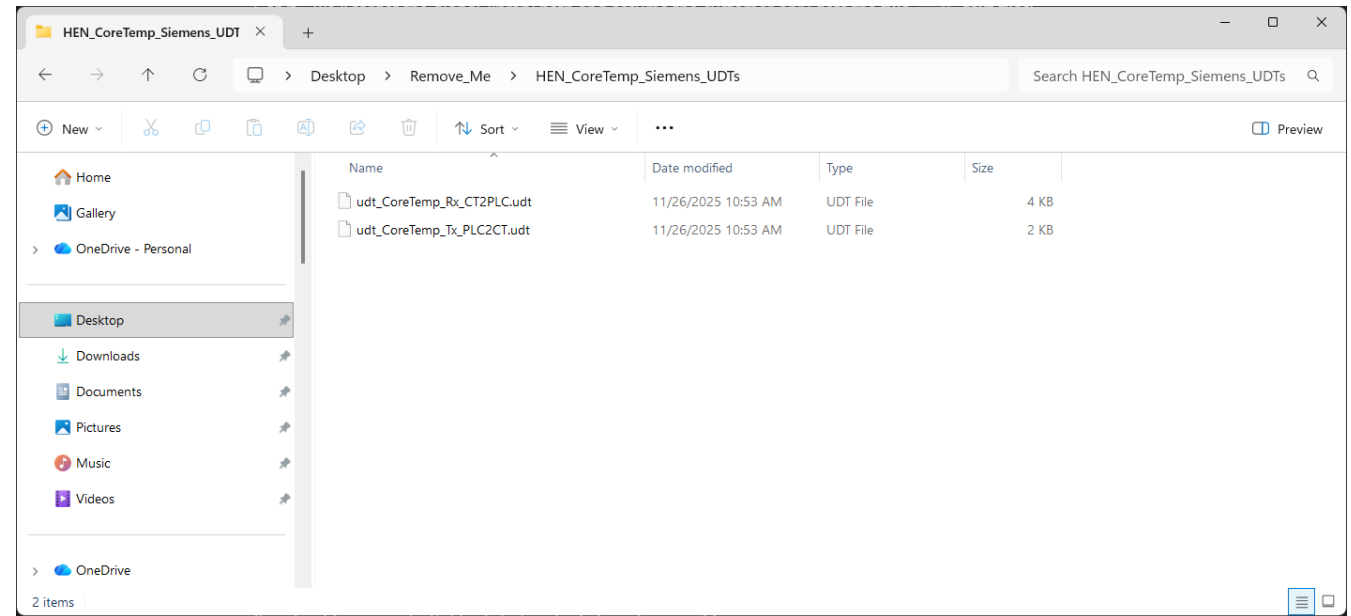 HEN_CoreTemp_Siemens_UDT
Desktop > Remove_Me > HEN_CoreTemp_Siemens_UDTs
Search HEN_CoreTemp_Siemens_UDTs
New
Sort
View
Preview
Home
Gallery
OneDrive - Personal
Desktop
Downloads
Documents
Pictures
Music
Videos
OneDrive
Name Date modified Type Size
udt_CoreTemp_Rx_CT2PLC.udt 11/26/2025 10:53 AM UDT File 4 KB
udt_CoreTemp_Tx_PLC2CT.udt 11/26/2025 10:53 AM UDT File 2 KB
2 items